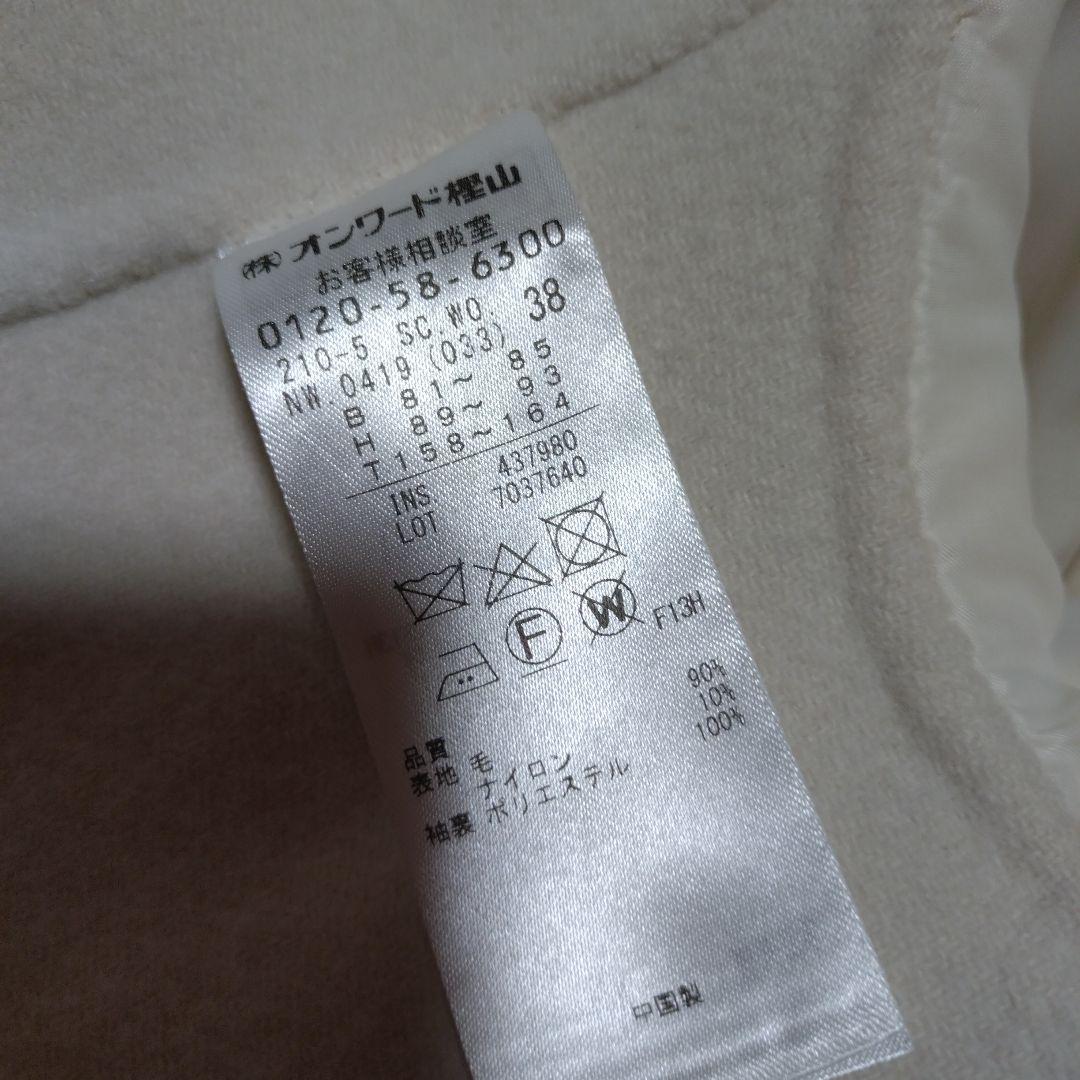 (株)オンワード樫山
お客様相談室
0120-58-6300
210-5 SC.WO. 38
NW.0419 (033)
B 81～ 85
H 89～ 93
T158～164
INS 437980
LOT 7037640
F W F13H
品質
表地 毛 90%
ナイロン 10%
袖裏 ポリエステル 100%
中国製